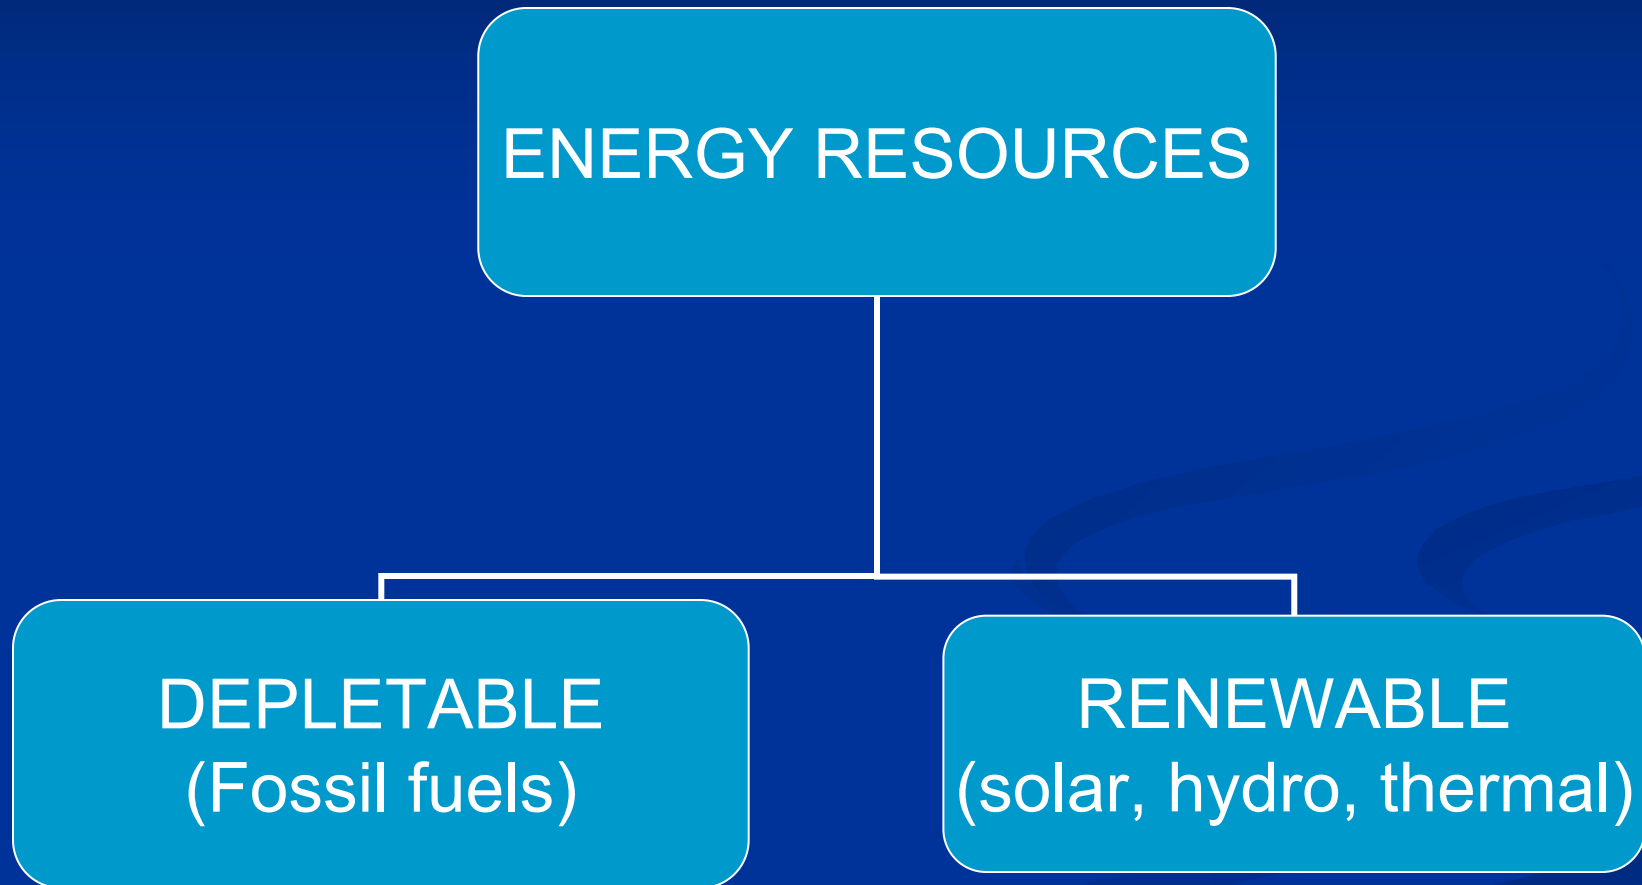 ENERGY RESOURCES
DEPLETABLE
(Fossil fuels)
RENEWABLE
(solar, hydro, thermal)